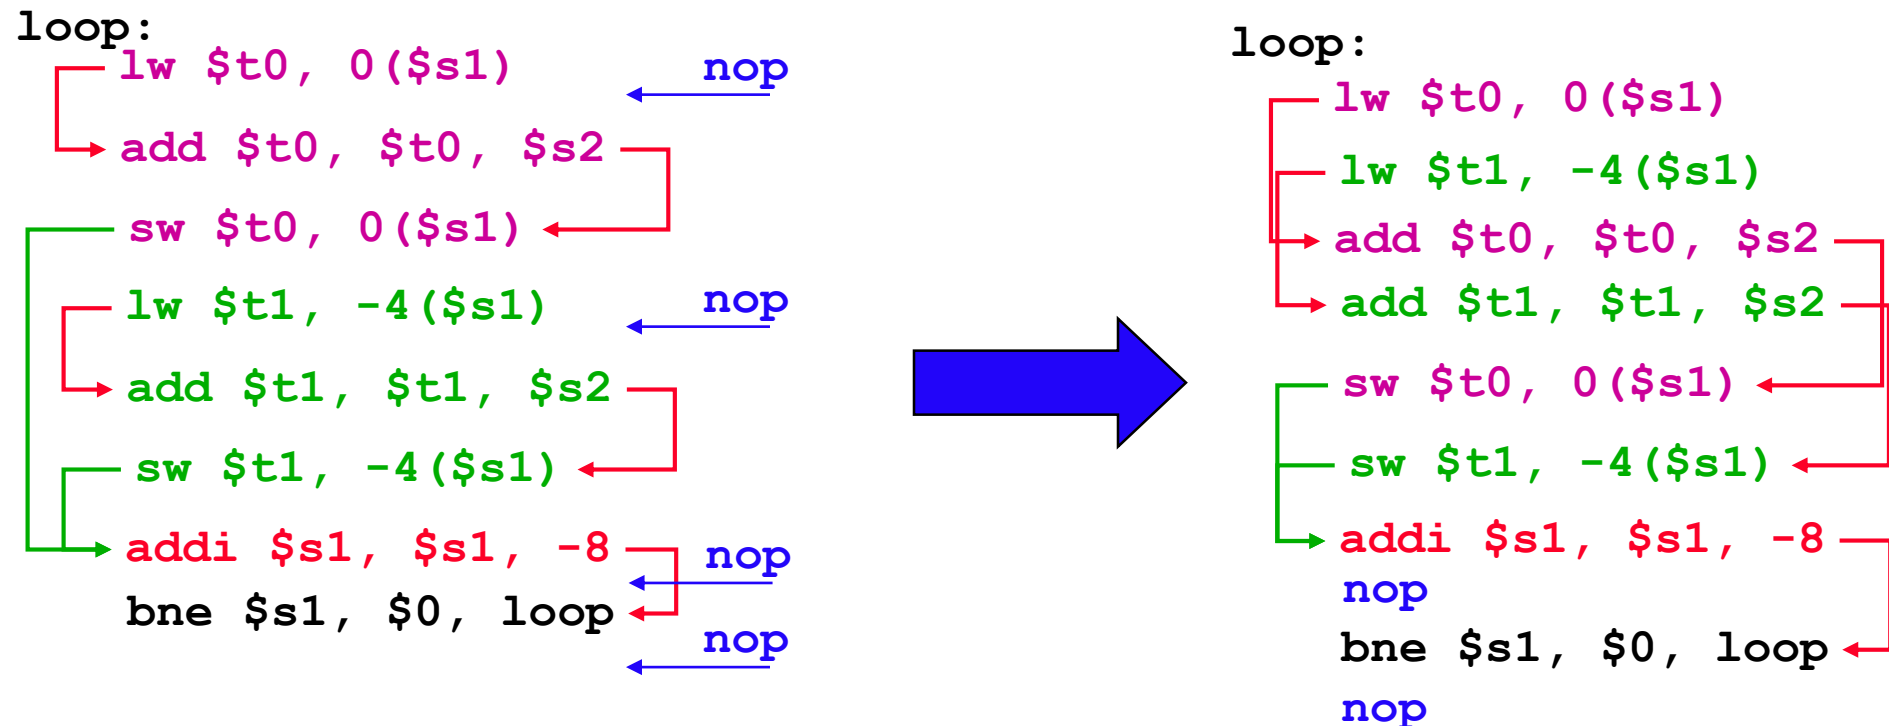 loop:
lw $t0, 0($s1)
nop
add $t0, $t0, $s2
sw $t0, 0($s1)
lw $t1, -4($s1)
nop
add $t1, $t1, $s2
sw $t1, -4($s1)
addi $s1, $s1, -8
nop
bne $s1, $0, loop
nop
loop:
lw $t0, 0($s1)
lw $t1, -4($s1)
add $t0, $t0, $s2
add $t1, $t1, $s2
sw $t0, 0($s1)
sw $t1, -4($s1)
addi $s1, $s1, -8
nop
bne $s1, $0, loop
nop